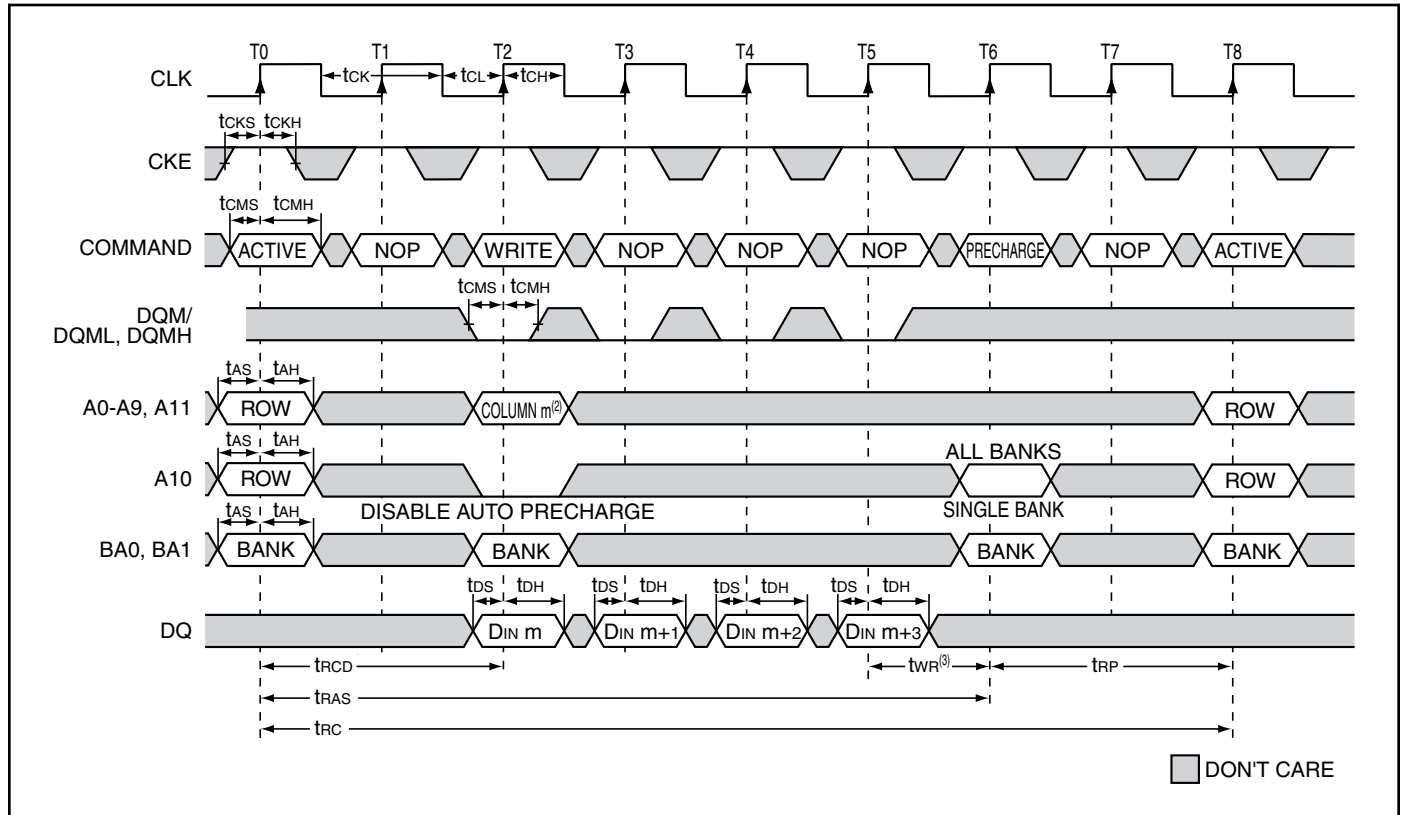 T0 T1 T2 T3 T4 T5 T6 T7 T8
CLK
tCK tCL tCH
tCKS tCKH
CKE
tCMS tCMH
COMMAND ACTIVE NOP WRITE NOP NOP NOP PRECHARGE NOP ACTIVE
tCMS tCMH
DQM/
DQML, DQMH
tAS tAH
A0-A9, A11 ROW COLUMN m(2) ROW
tAS tAH
ALL BANKS
A10 ROW ROW
DISABLE AUTO PRECHARGE SINGLE BANK
tAS tAH
BA0, BA1 BANK BANK BANK BANK
tDS tDH tDS tDH tDS tDH tDS tDH
DQ DIN m DIN m+1 DIN m+2 DIN m+3
tRCD tWR(3) tRP
tRAS
tRC
DON'T CARE